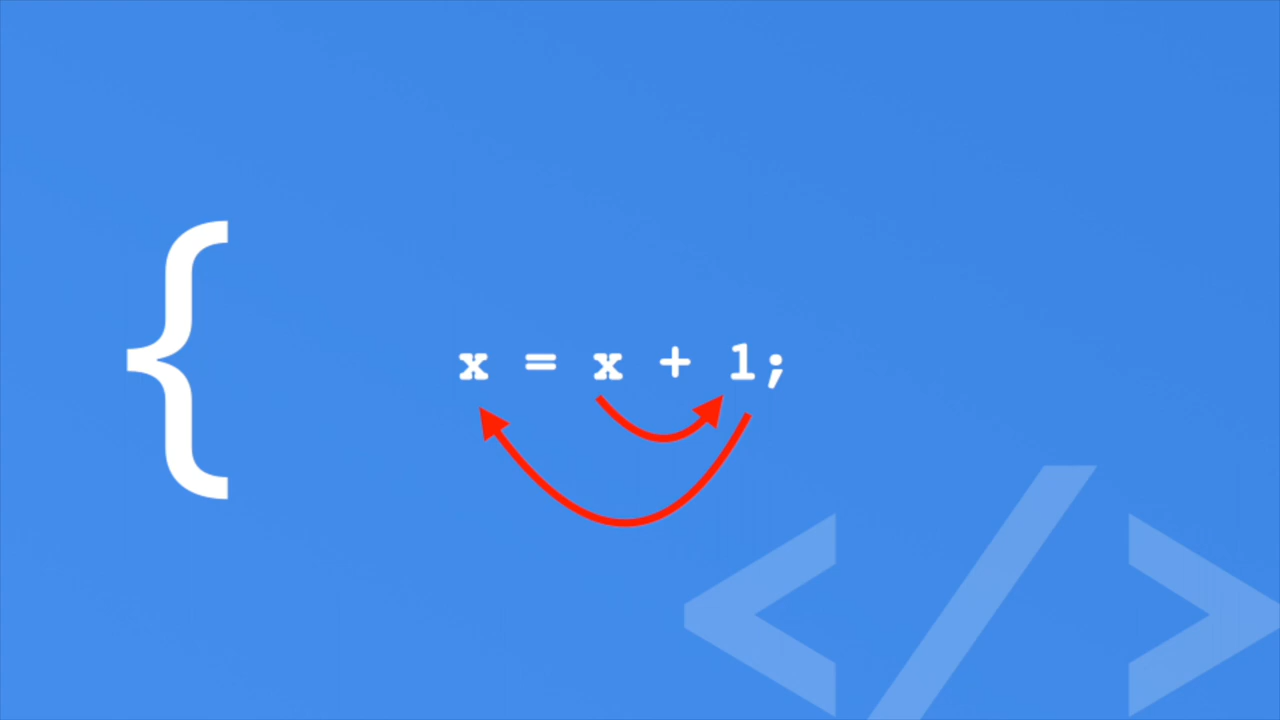 {
x = x + 1;
</>